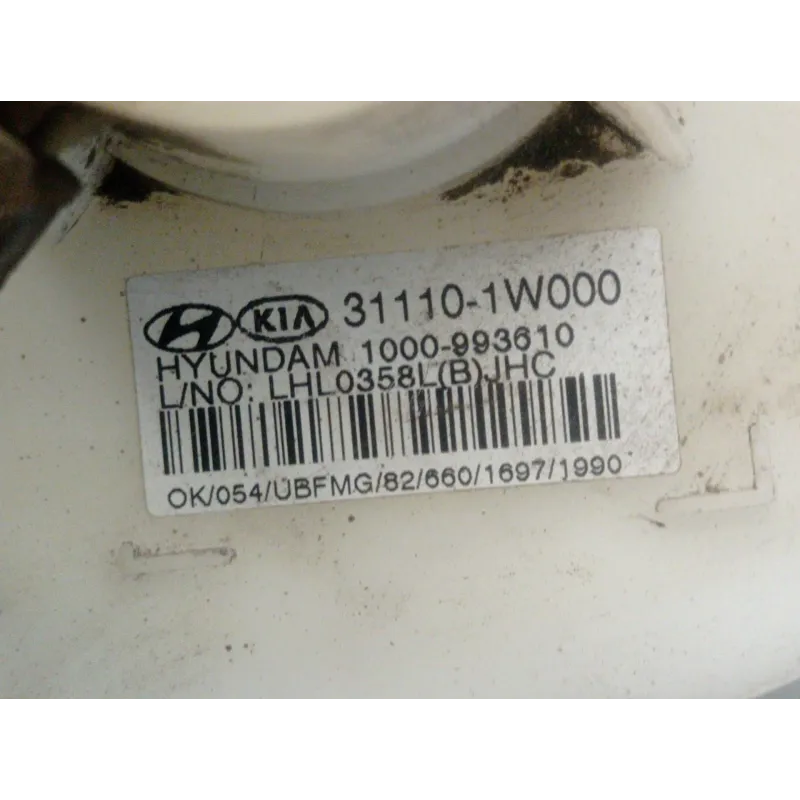 KIA 31110-1W000
HYUNDAM 1000-993610
L/NO: LHL0358L(B)JHC
OK/054/UBFMG/82/660/1697/1990